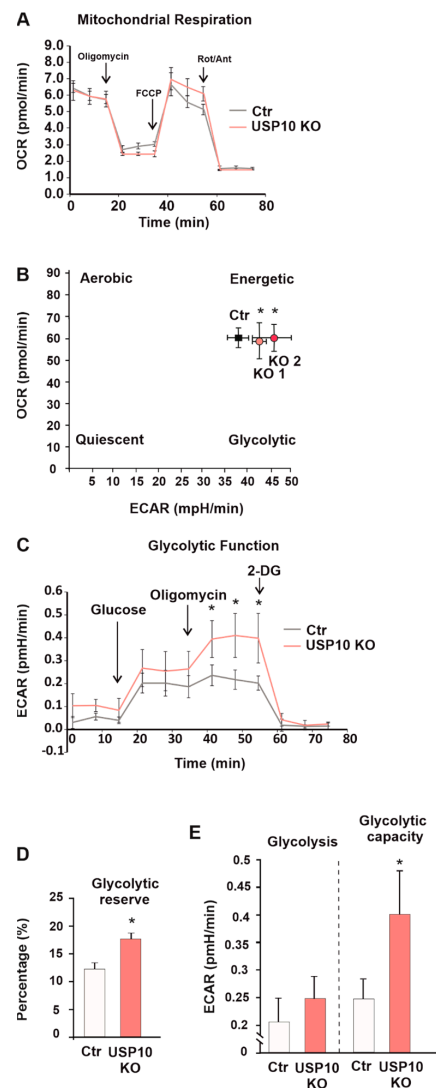 A
Mitochondrial Respiration
OCR (pmol/min)
9.0
8.0
7.0
6.0
5.0
4.0
3.0
2.0
1.0
0
Oligomycin
FCCP
Rot/Ant
Ctr
USP10 KO
0 20 40 60 80
Time (min)
B
OCR (pmol/min)
90
80
70
60
50
40
30
20
10
0
Aerobic Energetic
Ctr * *
KO 2
KO 1
Quiescent Glycolytic
5 10 15 20 25 30 35 40 45 50
ECAR (mpH/min)
C
Glycolytic Function
ECAR (pmH/min)
0.6
0.5
0.4
0.3
0.2
0.1
0.0
-0.1
Glucose
Oligomycin
2-DG
* * *
Ctr
USP10 KO
0 10 20 30 40 50 60 70 80
Time (min)
D
Glycolytic
reserve
Percentage (%)
25
20
15
10
5
0
*
Ctr USP10
KO
E
Glycolysis
Glycolytic
capacity
ECAR (pmH/min)
0.5
0.4
0.45
0.25
0.2
*
Ctr USP10 Ctr USP10
KO KO